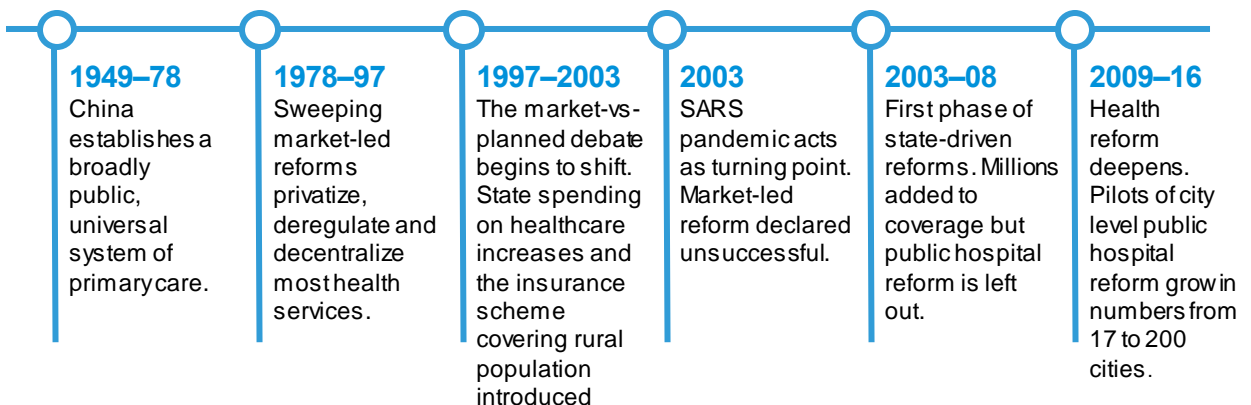 1949–78
China
establishes a
broadly
public,
universal
system of
primary care.
1978–97
Sweeping
market-led
reforms
privatize,
deregulate and
decentralize
most health
services.
1997–2003
The market-vs-
planned debate
begins to shift.
State spending
on healthcare
increases and
the insurance
scheme
covering rural
population
introduced
2003
SARS
pandemic acts
as turning point.
Market-led
reform declared
unsuccessful.
2003–08
First phase of
state-driven
reforms. Millions
added to
coverage but
public hospital
reform is left
out.
2009–16
Health
reform
deepens.
Pilots of city
level public
hospital
reform grow in
numbers from
17 to 200
cities.